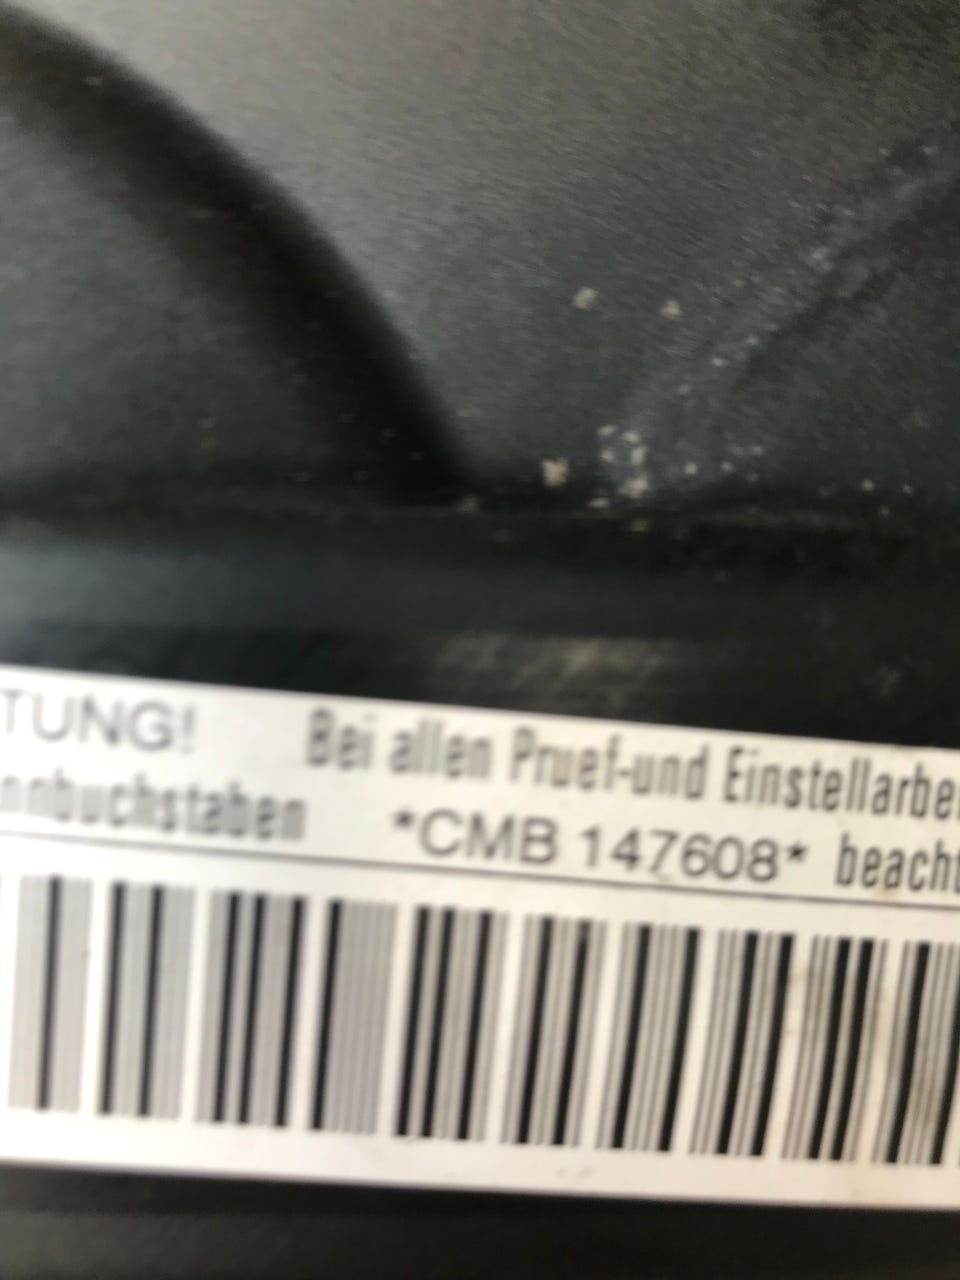 TUNG! Bei allen Pruef-und Einstellarbe
nnbuchstaben *CMB 147608* beacht